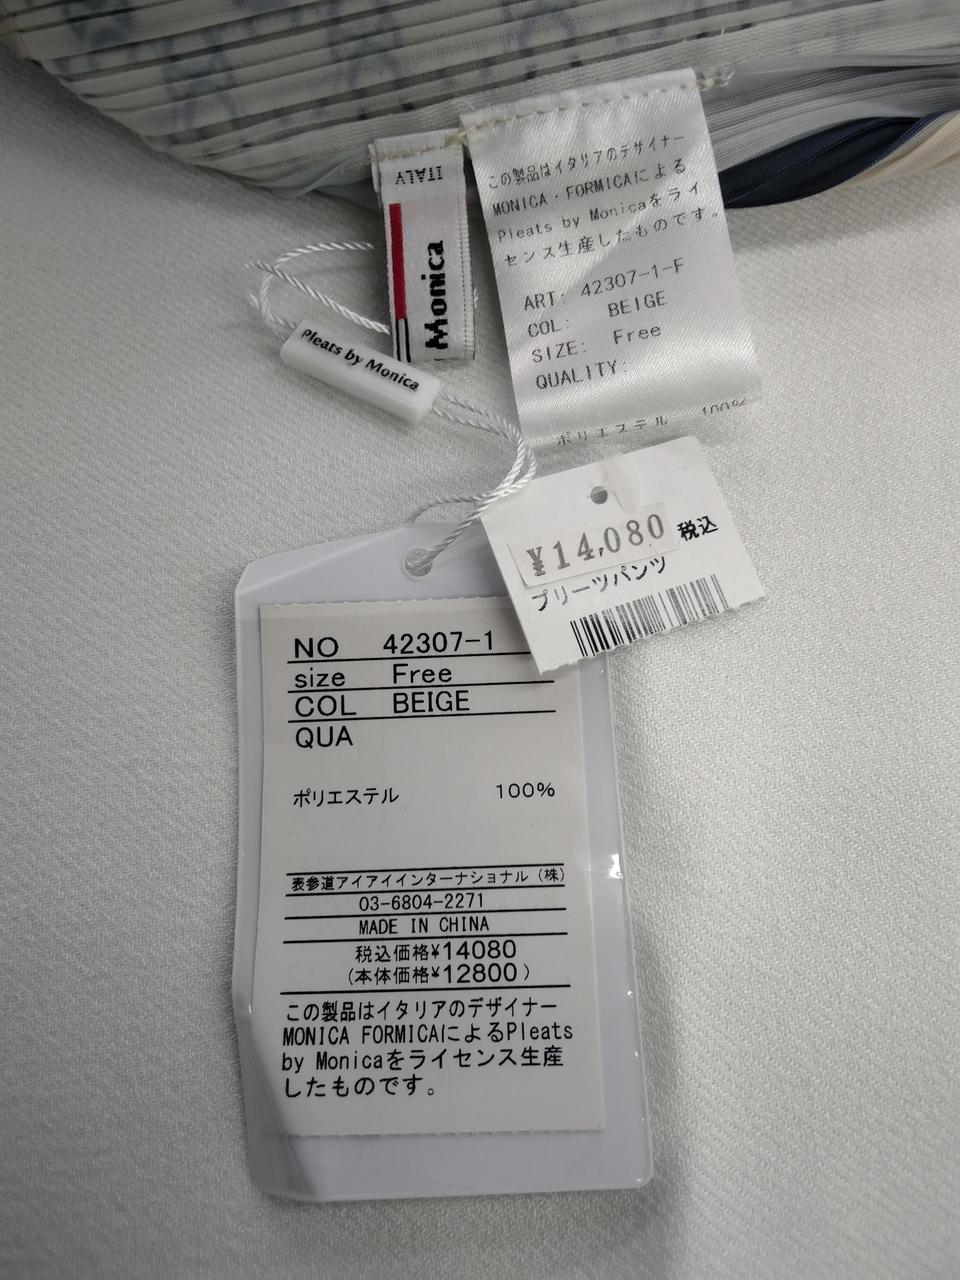 ITALY
Monica
Pleats by Monica
この製品はイタリアのデザイナー
MONICA・FORMICAによる
Pleats by Monicaをライ
センス生産したものです。
ART: 42307-1-F
COL: BEIGE
SIZE: Free
QUALITY:
ポリエステル 100%
¥14,080 税込
プリーツパンツ
NO 42307-1
size Free
COL BEIGE
QUA
ポリエステル 100%
表参道アイアイインターナショナル（株）
03-6804-2271
MADE IN CHINA
税込価格¥14080
(本体価格¥12800)
この製品はイタリアのデザイナー
MONICA FORMICAによるPleats
by Monicaをライセンス生産
したものです。